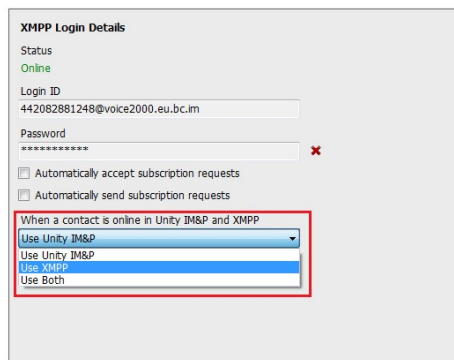 XMPP Login Details
Status
Online
Login ID
442082881248@voice2000.eu.bc.im
Password
***********
Automatically accept subscription requests
Automatically send subscription requests
When a contact is online in Unity IM&P and XMPP
Use Unity IM&P
Use Unity IM&P
Use XMPP
Use Both